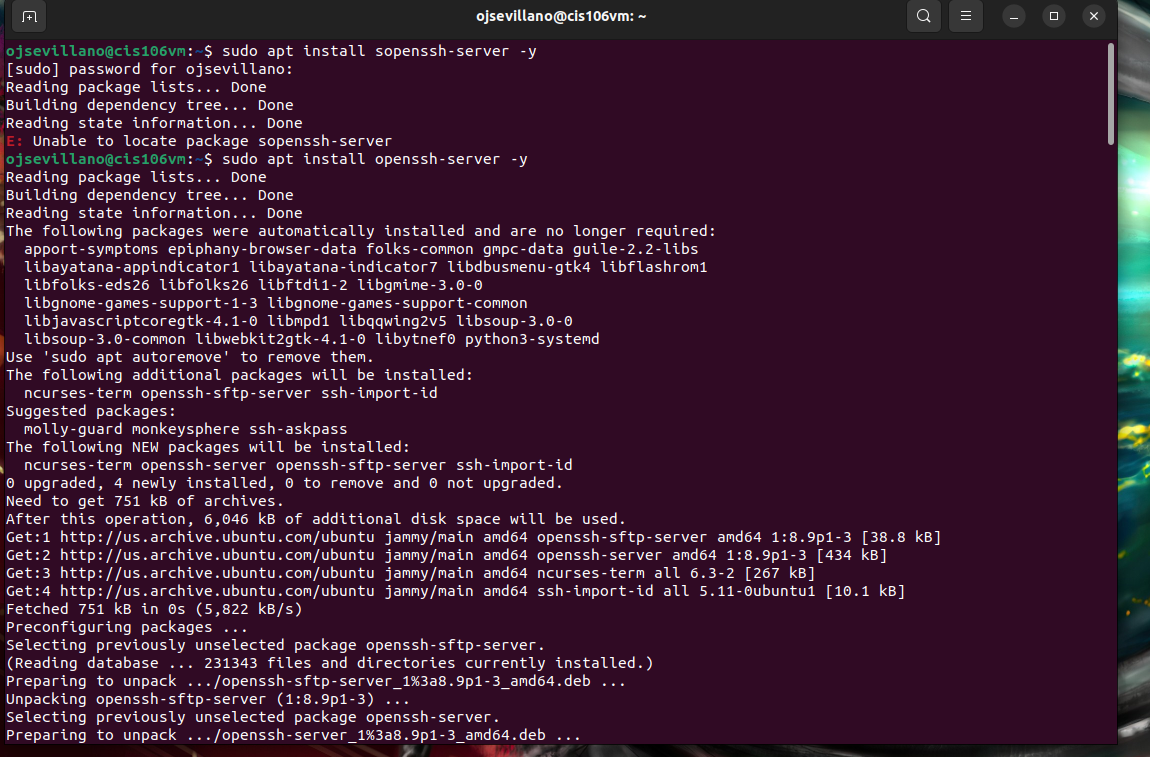 ojsevillano@cis106vm: ~
ojsevillano@cis106vm:~$ sudo apt install sopenssh-server -y
[sudo] password for ojsevillano:
Reading package lists... Done
Building dependency tree... Done
Reading state information... Done
E: Unable to locate package sopenssh-server
ojsevillano@cis106vm:~$ sudo apt install openssh-server -y
Reading package lists... Done
Building dependency tree... Done
Reading state information... Done
The following packages were automatically installed and are no longer required:
  apport-symptoms epiphany-browser-data folks-common gmpc-data guile-2.2-libs
  libayatana-appindicator1 libayatana-indicator7 libdbusmenu-gtk4 libflashrom1
  libfolks-eds26 libfolks26 libftdi1-2 libgmime-3.0-0
  libgnome-games-support-1-3 libgnome-games-support-common
  libjavascriptcoregtk-4.1-0 libmpd1 libqqwing2v5 libsoup-3.0-0
  libsoup-3.0-common libwebkit2gtk-4.1-0 libytnef0 python3-systemd
Use 'sudo apt autoremove' to remove them.
The following additional packages will be installed:
  ncurses-term openssh-sftp-server ssh-import-id
Suggested packages:
  molly-guard monkeysphere ssh-askpass
The following NEW packages will be installed:
  ncurses-term openssh-server openssh-sftp-server ssh-import-id
0 upgraded, 4 newly installed, 0 to remove and 0 not upgraded.
Need to get 751 kB of archives.
After this operation, 6,046 kB of additional disk space will be used.
Get:1 http://us.archive.ubuntu.com/ubuntu jammy/main amd64 openssh-sftp-server amd64 1:8.9p1-3 [38.8 kB]
Get:2 http://us.archive.ubuntu.com/ubuntu jammy/main amd64 openssh-server amd64 1:8.9p1-3 [434 kB]
Get:3 http://us.archive.ubuntu.com/ubuntu jammy/main amd64 ncurses-term all 6.3-2 [267 kB]
Get:4 http://us.archive.ubuntu.com/ubuntu jammy/main amd64 ssh-import-id all 5.11-0ubuntu1 [10.1 kB]
Fetched 751 kB in 0s (5,822 kB/s)
Preconfiguring packages ...
Selecting previously unselected package openssh-sftp-server.
(Reading database ... 231343 files and directories currently installed.)
Preparing to unpack .../openssh-sftp-server_1%3a8.9p1-3_amd64.deb ...
Unpacking openssh-sftp-server (1:8.9p1-3) ...
Selecting previously unselected package openssh-server.
Preparing to unpack .../openssh-server_1%3a8.9p1-3_amd64.deb ...